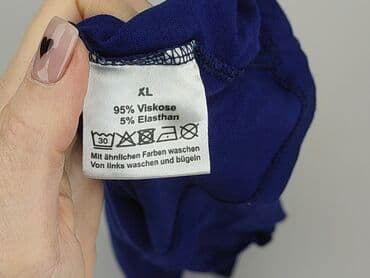 XL
95% Viskose
5% Elasthan
30
Mit ähnlichen Farben waschen
Von links waschen und bügeln